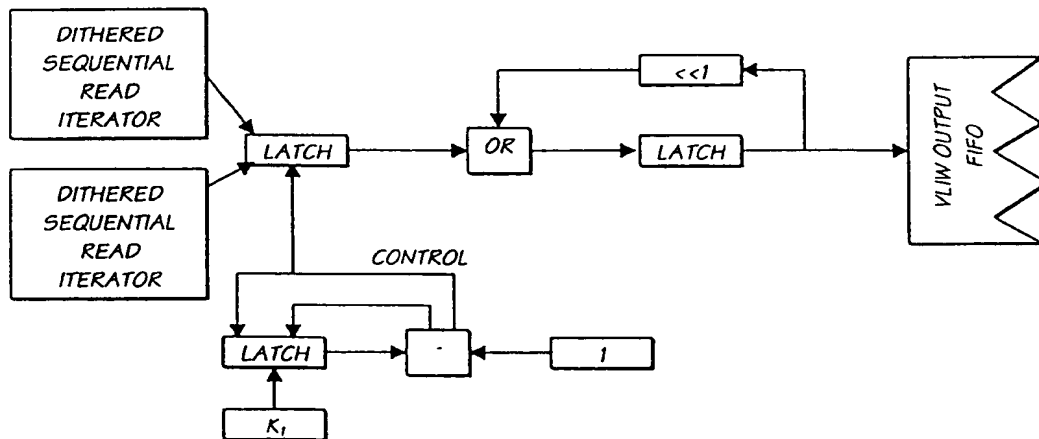 DITHERED
SEQUENTIAL
READ
ITERATOR
<<1
LATCH
OR
LATCH
VLIW OUTPUT
FIFO
DITHERED
SEQUENTIAL
READ
ITERATOR
CONTROL
LATCH
-
1
K1